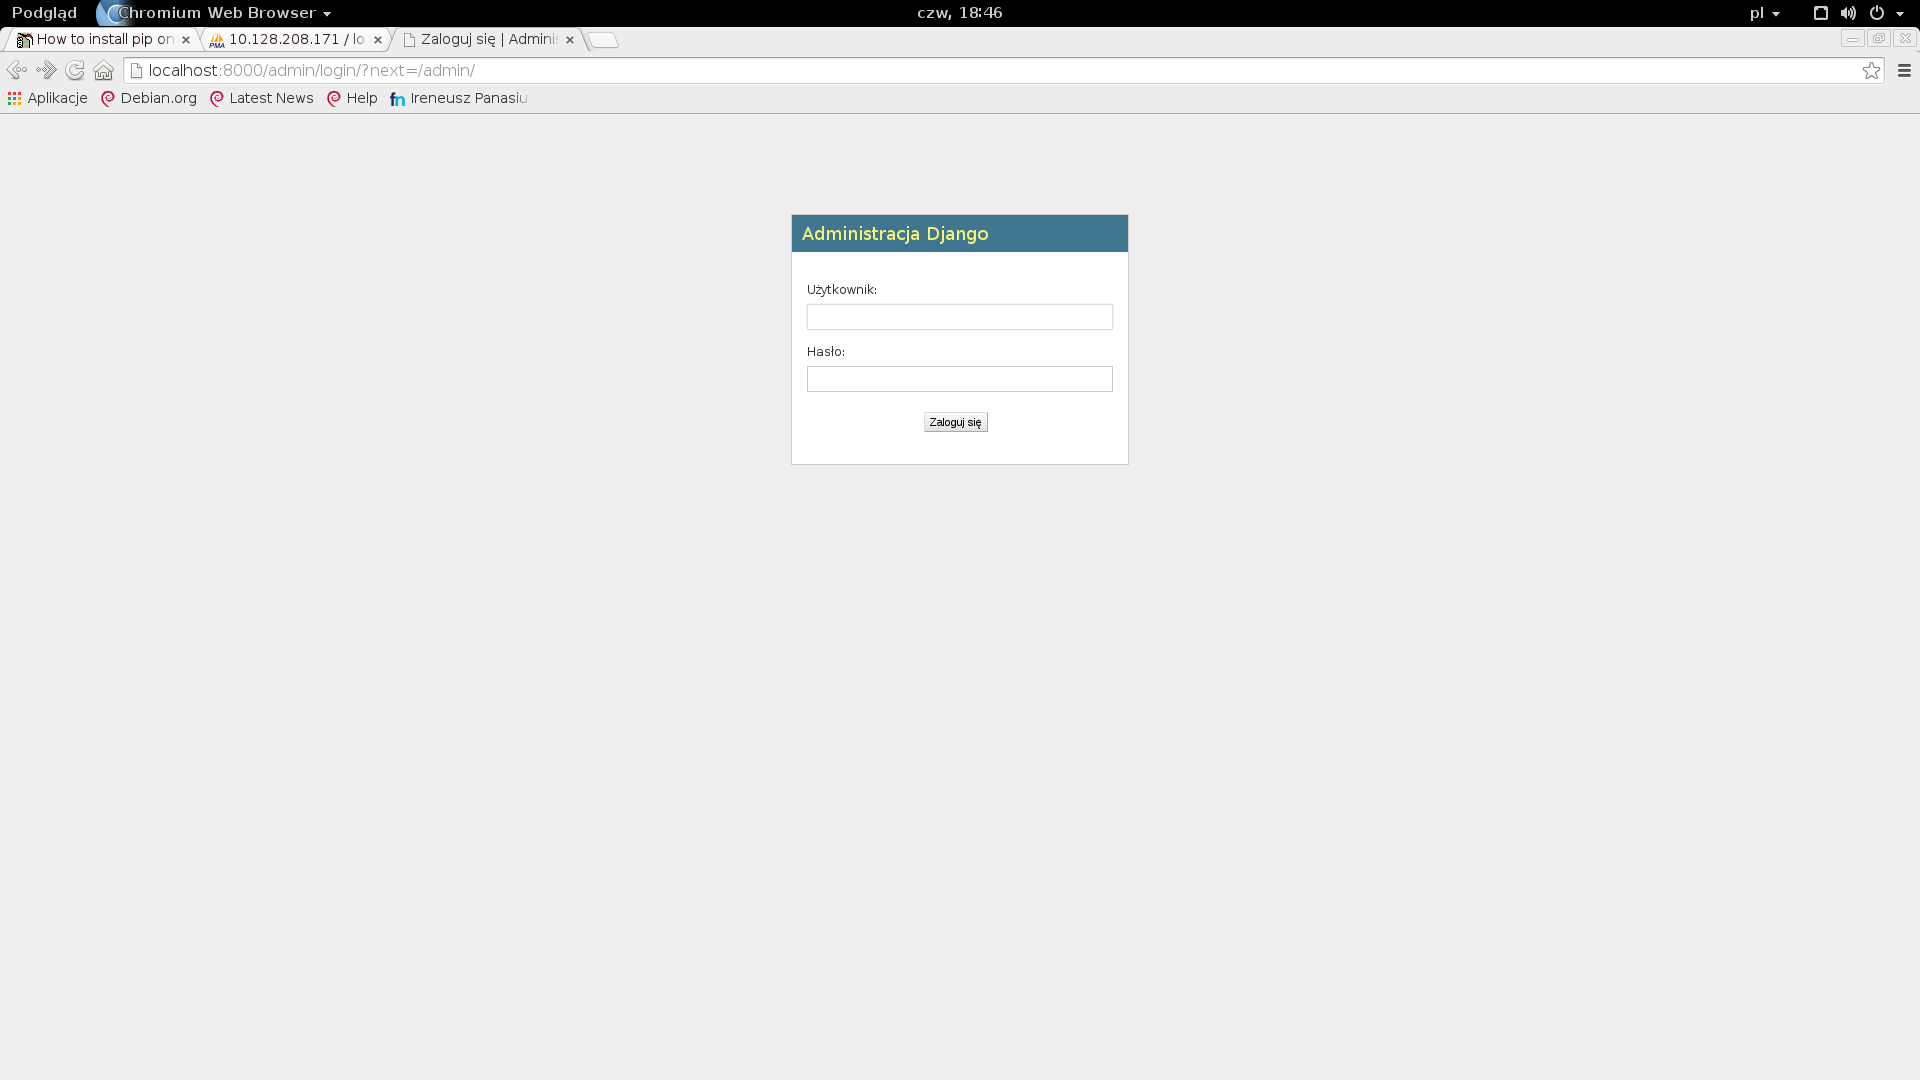 Podgląd Chromium Web Browser czw, 18:46 pl
How to install pip on 10.128.208.171 / lo Zaloguj się | Adminis
localhost:8000/admin/login/?next=/admin/
Aplikacje Debian.org Latest News Help Ireneusz Panasiu
Administracja Django
Użytkownik:
Hasło:
Zaloguj się